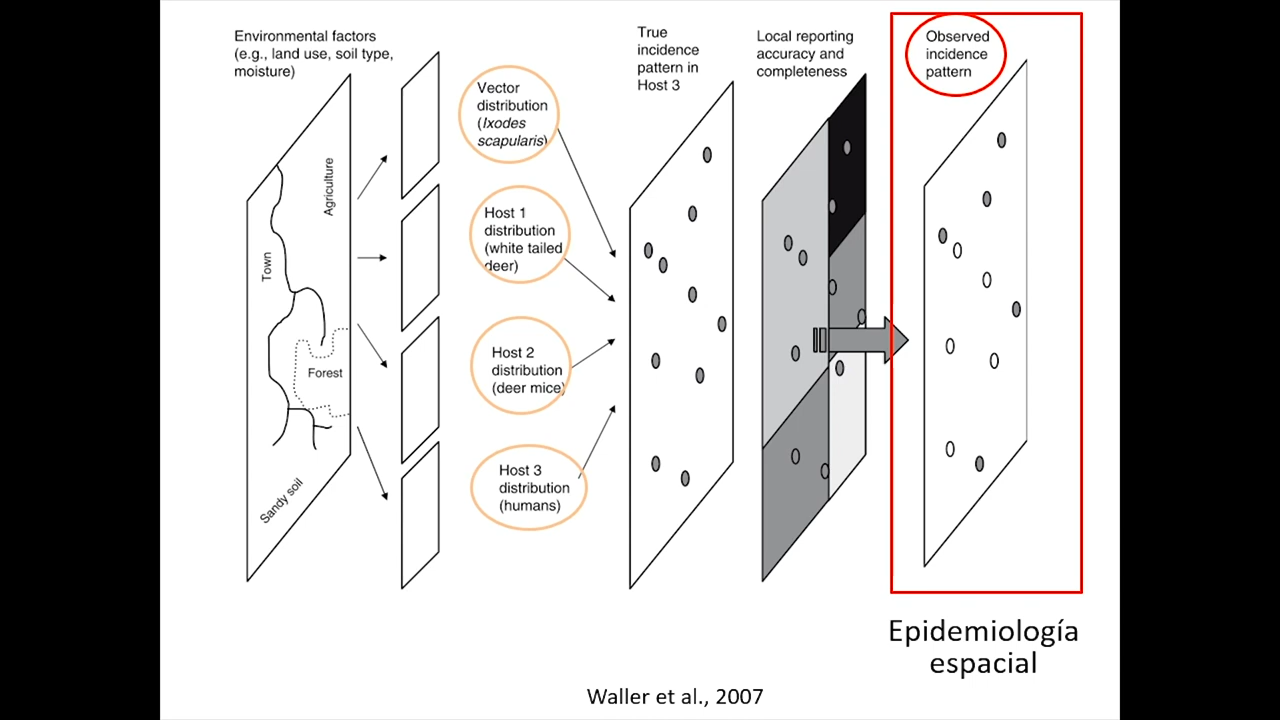 Environmental factors
(e.g., land use, soil type,
moisture)
Agriculture
Town
Forest
Sandy soil
Vector
distribution
(Ixodes
scapularis)
Host 1
distribution
(white tailed
deer)
Host 2
distribution
(deer mice)
Host 3
distribution
(humans)
True
incidence
pattern in
Host 3
Local reporting
accuracy and
completeness
Observed
incidence
pattern
Epidemiología
espacial
Waller et al., 2007